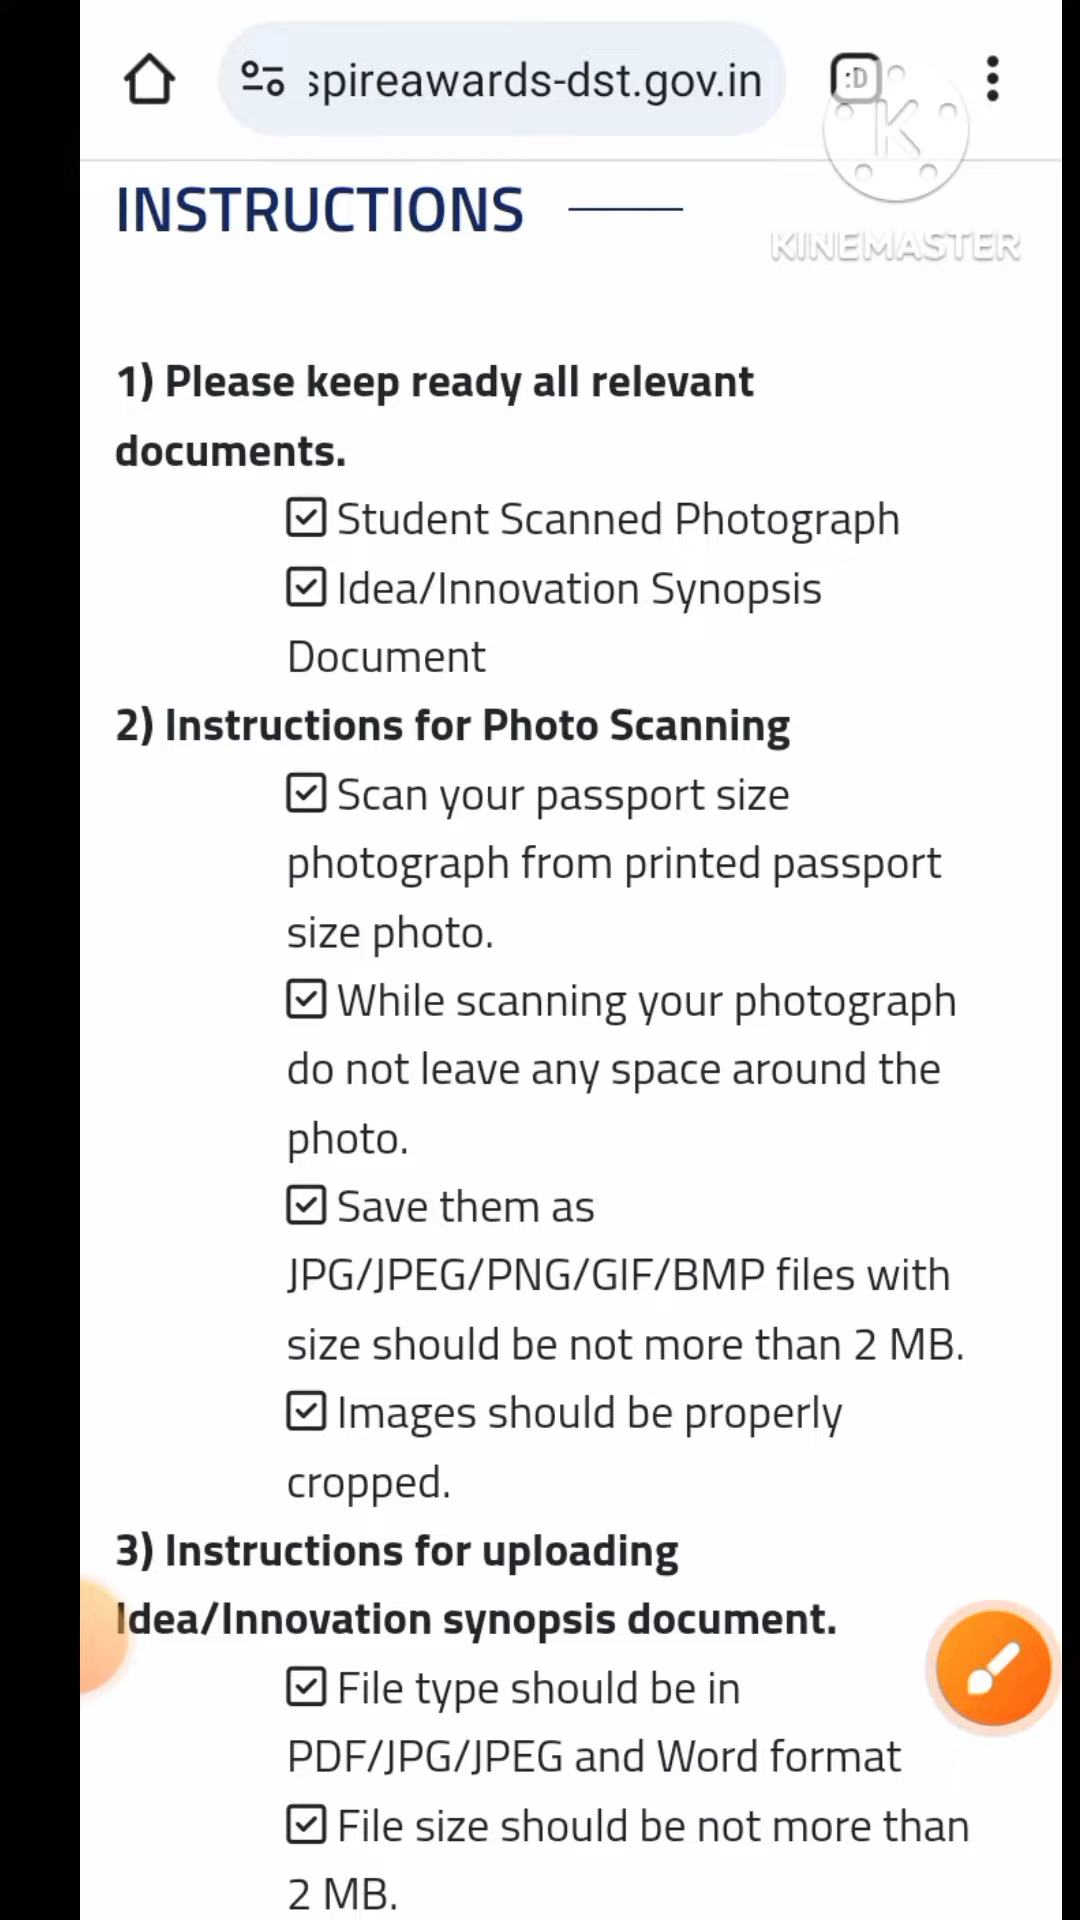 spireawards-dst.gov.in
:D
K
KINEMASTER
INSTRUCTIONS
1) Please keep ready all relevant
documents.
Student Scanned Photograph
Idea/Innovation Synopsis
Document
2) Instructions for Photo Scanning
Scan your passport size
photograph from printed passport
size photo.
While scanning your photograph
do not leave any space around the
photo.
Save them as
JPG/JPEG/PNG/GIF/BMP files with
size should be not more than 2 MB.
Images should be properly
cropped.
3) Instructions for uploading
Idea/Innovation synopsis document.
File type should be in
PDF/JPG/JPEG and Word format
File size should be not more than
2 MB.